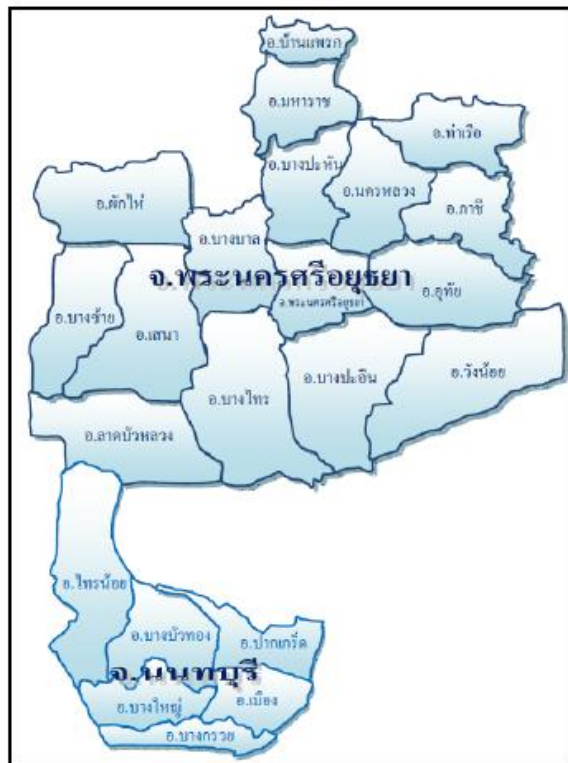 อ.บ้านแพรก
อ.มหาราช
อ.ท่าเรือ
อ.บางปะหัน
อ.นครหลวง
อ.ภาชี
อ.ผักไห่
อ.บางบาล
จ.พระนครศรีอยุธยา
อ.พระนครศรีอยุธยา
อ.อุทัย
อ.บางซ้าย
อ.เสนา
อ.บางไทร
อ.บางปะอิน
อ.วังน้อย
อ.ลาดบัวหลวง
อ.ไทรน้อย
อ.บางบัวทอง
อ.ปากเกร็ด
จ.นนทบุรี
อ.บางใหญ่
อ.เมือง
อ.บางกรวย